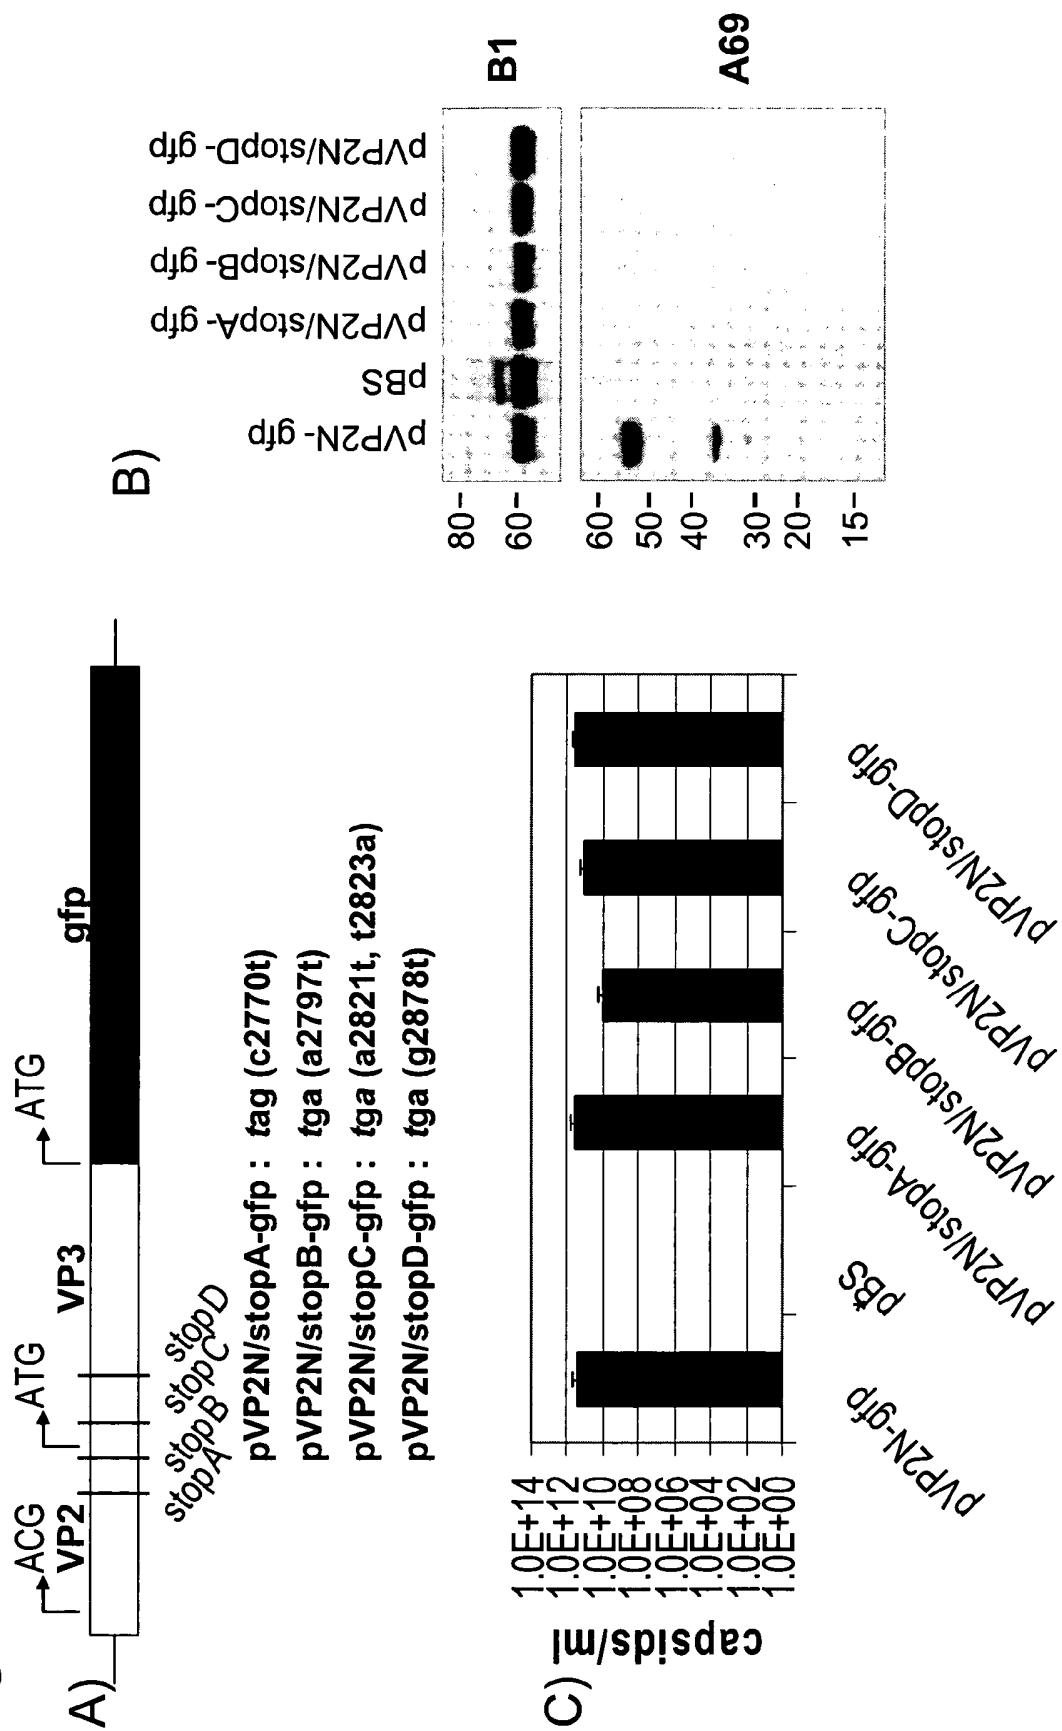 A)
ACG
ATG
ATG
VP2
VP3
gfp
stopA
stopB
stopC
stopD
pVP2N/stopA-gfp : tag (c2770t)
pVP2N/stopB-gfp : tga (a2797t)
pVP2N/stopC-gfp : tga (a2821t, t2823a)
pVP2N/stopD-gfp : tga (g2878t)
B)
pVP2N- gfp
pBS
pVP2N/stopA- gfp
pVP2N/stopB- gfp
pVP2N/stopC- gfp
pVP2N/stopD- gfp
80-
60-
B1
60-
50-
40-
30-
20-
15-
A69
C)
capsids/ml
1.0E+14
1.0E+12
1.0E+10
1.0E+08
1.0E+06
1.0E+04
1.0E+02
1.0E+00
pVP2N-gfp
pBS
pVP2N/stopA-gfp
pVP2N/stopB-gfp
pVP2N/stopC-gfp
pVP2N/stopD-gfp